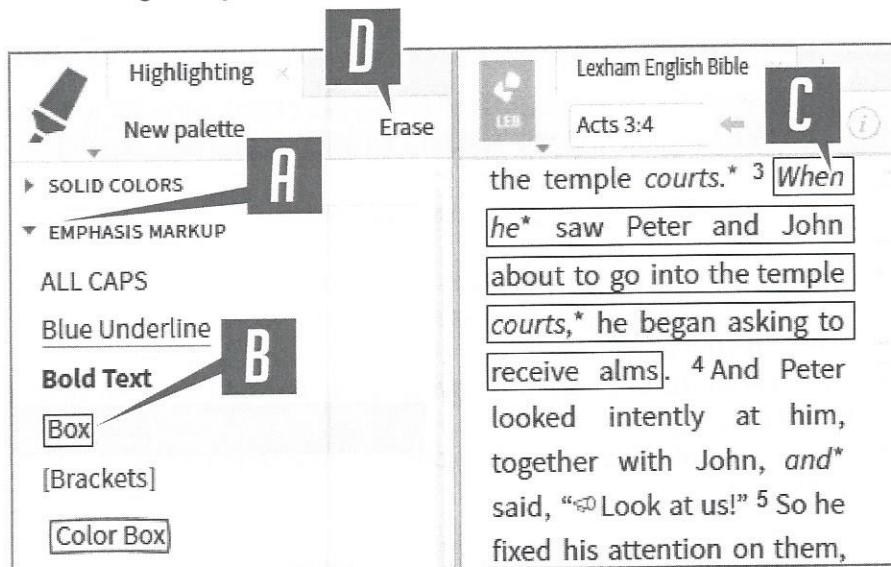 D
Highlighting ×
New palette
Erase
A
SOLID COLORS
EMPHASIS MARKUP
ALL CAPS
Blue Underline
B
Bold Text
Box
[Brackets]
Color Box
Lexham English Bible
LEB
Acts 3:4
C
the temple courts.* 3 When
he* saw Peter and John
about to go into the temple
courts,* he began asking to
receive alms. 4 And Peter
looked intently at him,
together with John, and*
said, “Look at us!” 5 So he
fixed his attention on them,